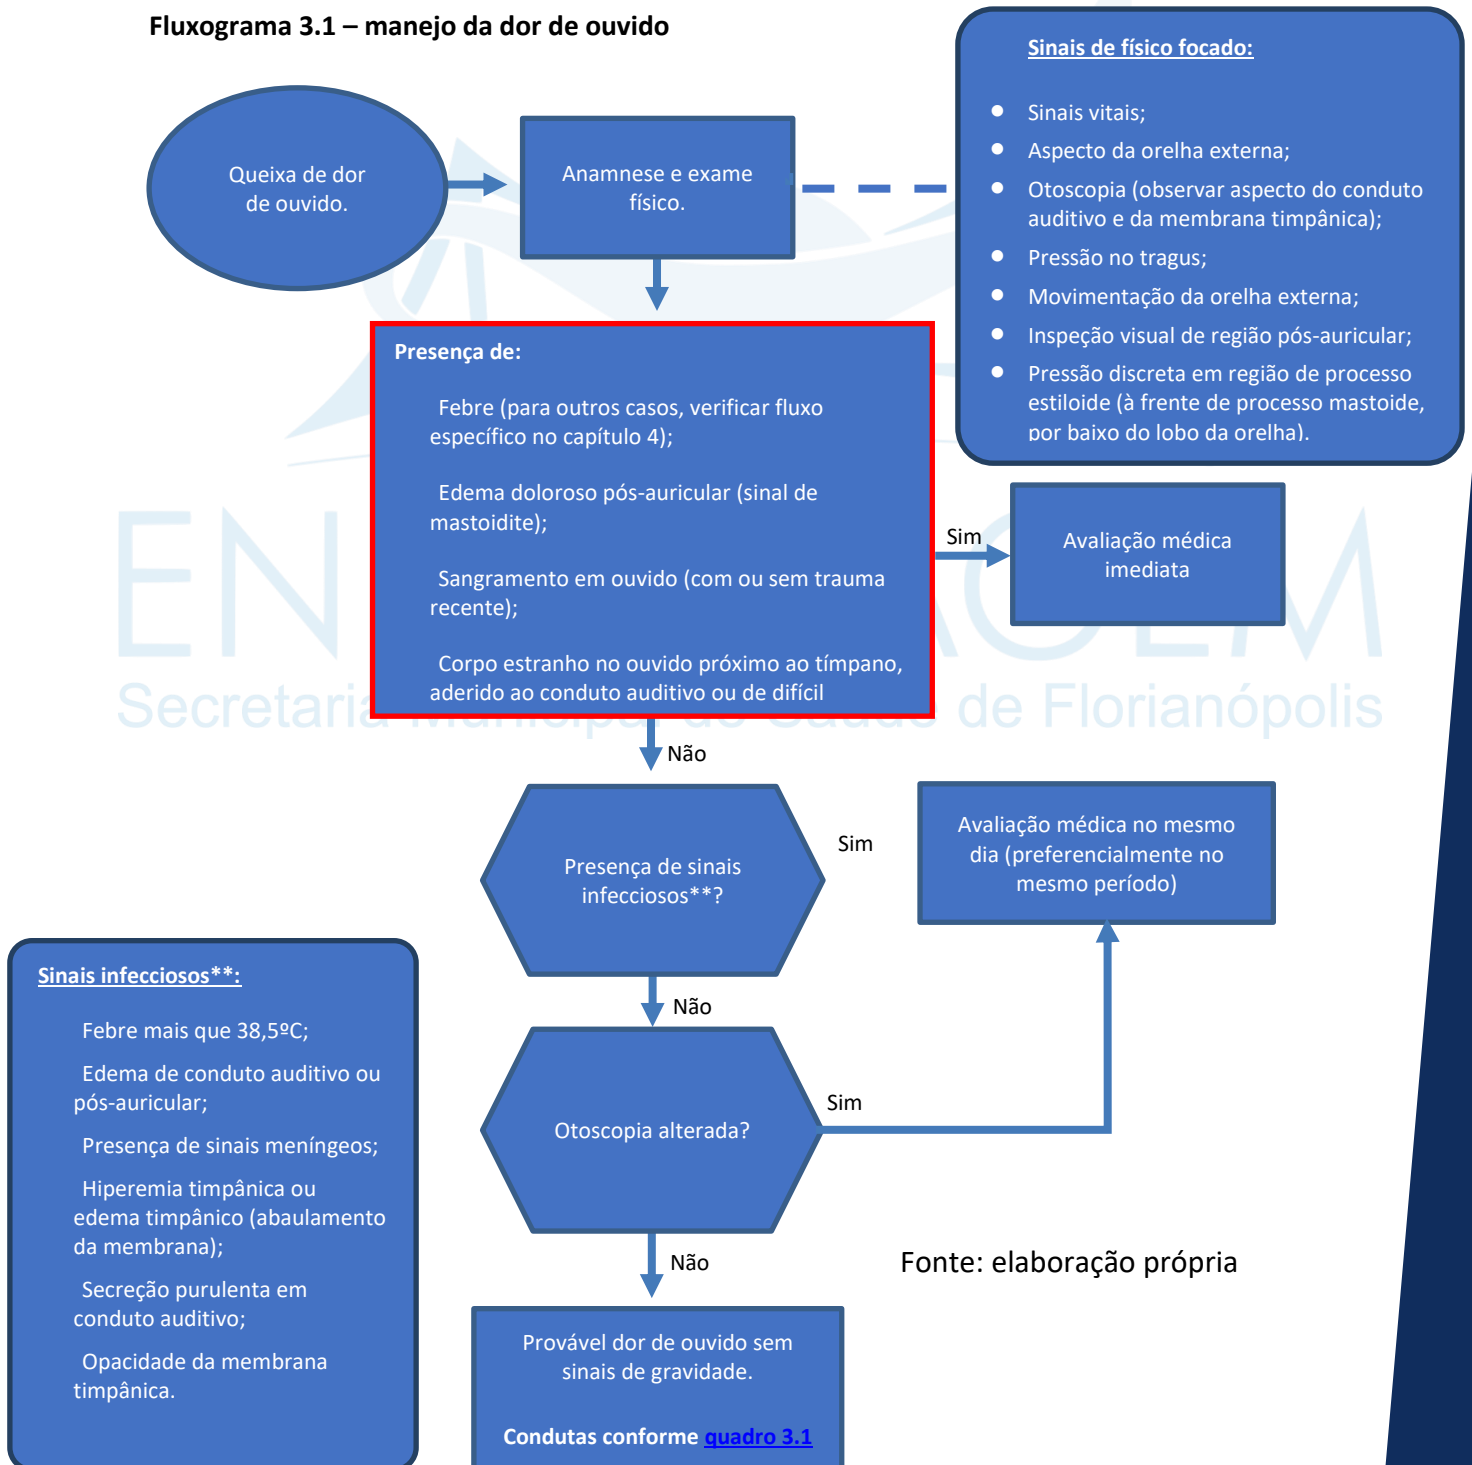 Fluxograma 3.1 – manejo da dor de ouvido
Sinais de físico focado:
Sinais vitais;
Aspecto da orelha externa;
Otoscopia (observar aspecto do conduto
auditivo e da membrana timpânica);
Pressão no tragus;
Movimentação da orelha externa;
Inspeção visual de região pós-auricular;
Pressão discreta em região de processo
estiloide (à frente de processo mastoide,
por baixo do lobo da orelha).
Queixa de dor
de ouvido.
Anamnese e exame
físico.
Presença de:
Febre (para outros casos, verificar fluxo
específico no capítulo 4);
Edema doloroso pós-auricular (sinal de
mastoidite);
Sangramento em ouvido (com ou sem trauma
recente);
Corpo estranho no ouvido próximo ao tímpano,
aderido ao conduto auditivo ou de difícil
Sim
Avaliação médica
imediata
Não
Presença de sinais
infecciosos**?
Sim
Avaliação médica no mesmo
dia (preferencialmente no
mesmo período)
Não
Sinais infecciosos**:
Febre mais que 38,5ºC;
Edema de conduto auditivo ou
pós-auricular;
Presença de sinais meníngeos;
Hiperemia timpânica ou
edema timpânico (abaulamento
da membrana);
Secreção purulenta em
conduto auditivo;
Opacidade da membrana
timpânica.
Otoscopia alterada?
Sim
Não
Fonte: elaboração própria
Provável dor de ouvido sem
sinais de gravidade.
Condutas conforme quadro 3.1
Secretaria de Florianópolis